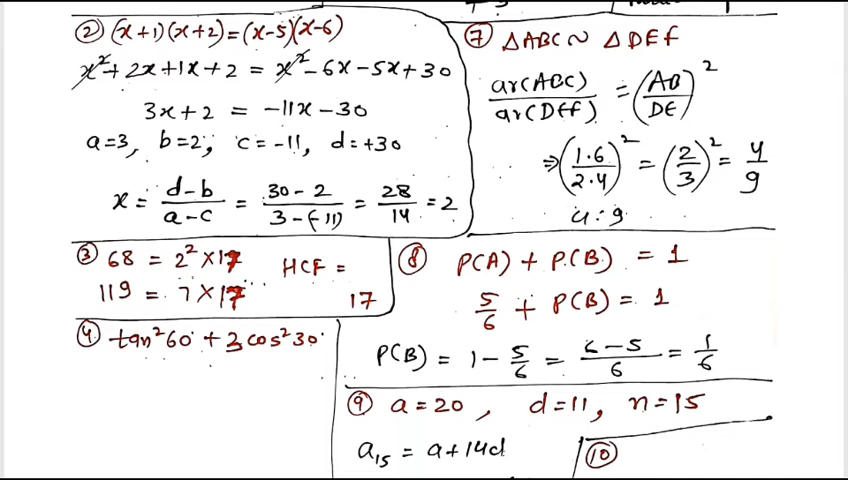 ② (x+1)(x+2) = (x-5)(x-6)
x² + 2x + 1x + 2 = x² - 6x - 5x + 30
3x + 2 = -11x - 30
a=3, b=2, c=-11, d=+30
x = d-b/a-c = 30-2/3-(-11) = 28/14 = 2
③ 68 = 2² × 17 HCF =
119 = 7 × 17 17
④ tan²60° + 3cos²30°
⑦ △ABC ~ △DEF
ar(ABC)/ar(DEF) = (AB/DE)²
⇒ (1.6/2.4)² = (2/3)² = 4/9
4:9
⑧ P(A) + P(B) = 1
5/6 + P(B) = 1
P(B) = 1 - 5/6 = 6-5/6 = 1/6
⑨ a = 20, d = 11, n = 15
a₁₅ = a + 14d
⑩